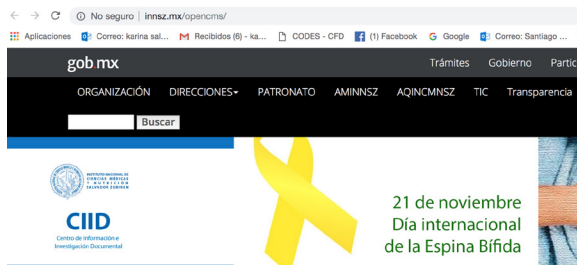 No seguro | innsz.mx/opencms/
Aplicaciones Correo: karina sal... Recibidos (6) - ka... CODES - CFD (1) Facebook Google Correo: Santiago ...
gob.mx Trámites Gobierno Partic
ORGANIZACIÓN DIRECCIONES PATRONATO AMINNSZ AQINCMNSZ TIC Transparencia
Buscar
INSTITUTO NACIONAL DE
CIENCIAS MÉDICAS
Y NUTRICIÓN
SALVADOR ZUBIRÁN
CIID
Centro de Información e
Investigación Documental
21 de noviembre
Día internacional
de la Espina Bífida